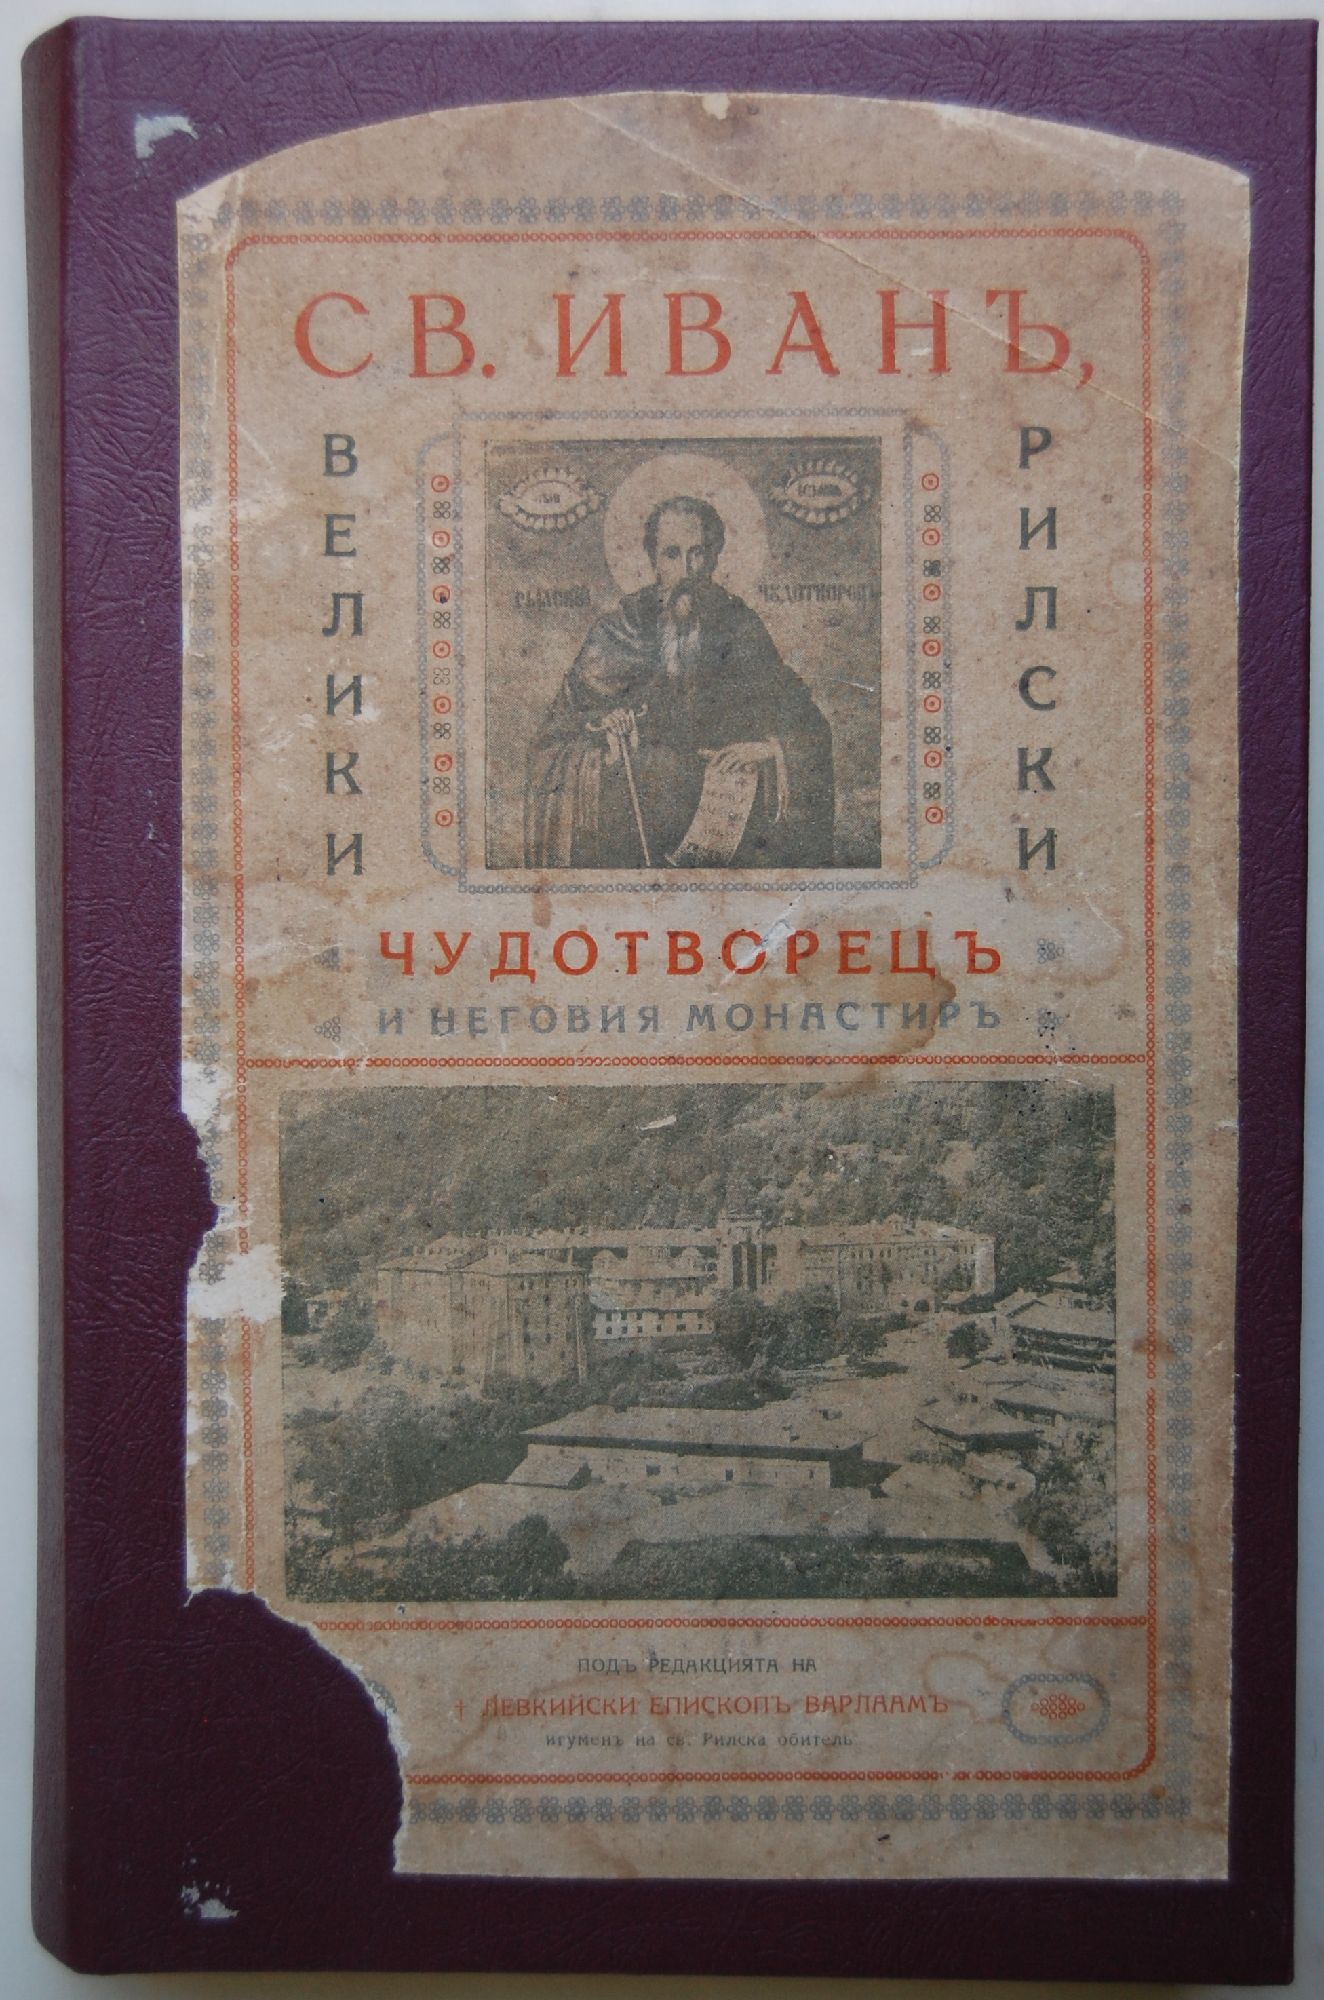 СВ. ИВАНЪ,
ВЕЛИКИ
РИЛСКИ
ЧУДОТВОРЕЦЪ
И НЕГОВИЯ МОНАСТИРЪ
ПОДЪ РЕДАКЦИЯТА НА
† ЛЕВКИЙСКИ ЕПИСКОПЪ ВАРЛААМЪ
игуменъ на св. Рилска обитель